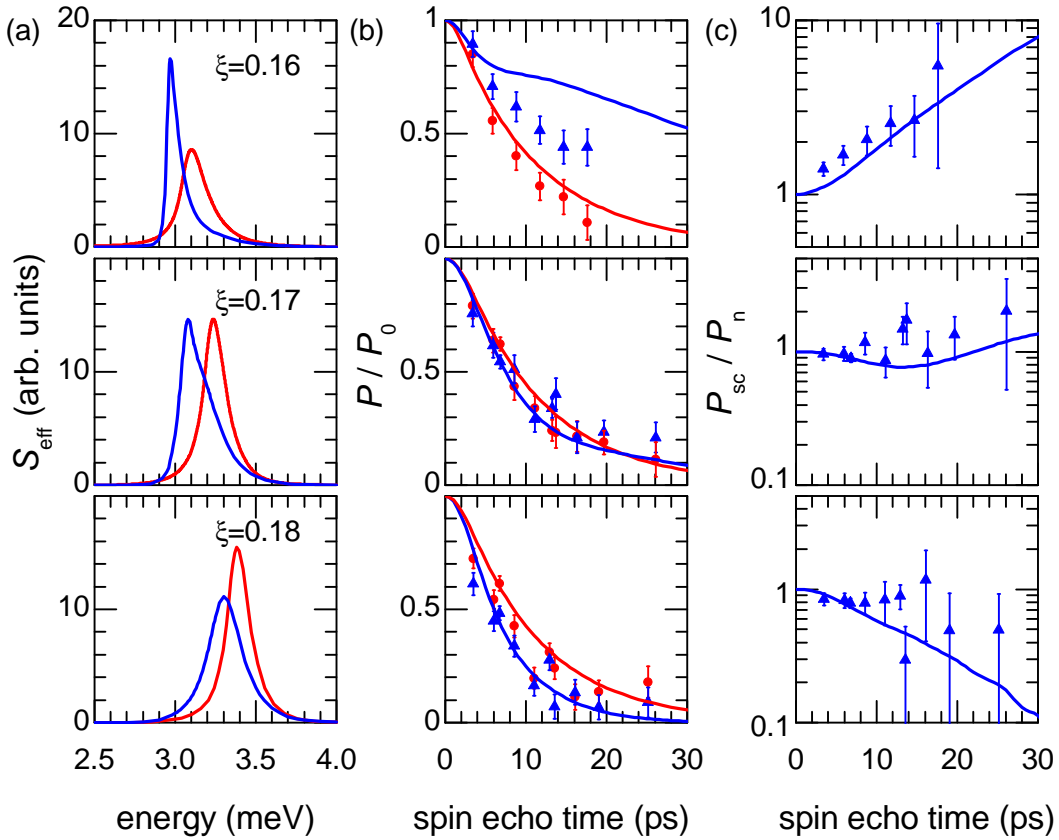 (a)
20
10
0
ξ=0.16
10
0
ξ=0.17
10
0
ξ=0.18
2.5 3.0 3.5 4.0
energy (meV)
S_eff (arb. units)
(b)
1
0.5
0
0.5
0
0.5
0
0 10 20 30
spin echo time (ps)
P / P_0
(c)
20
10
1
1
0.1
1
0.1
0 10 20 30
spin echo time (ps)
P_sc / P_n